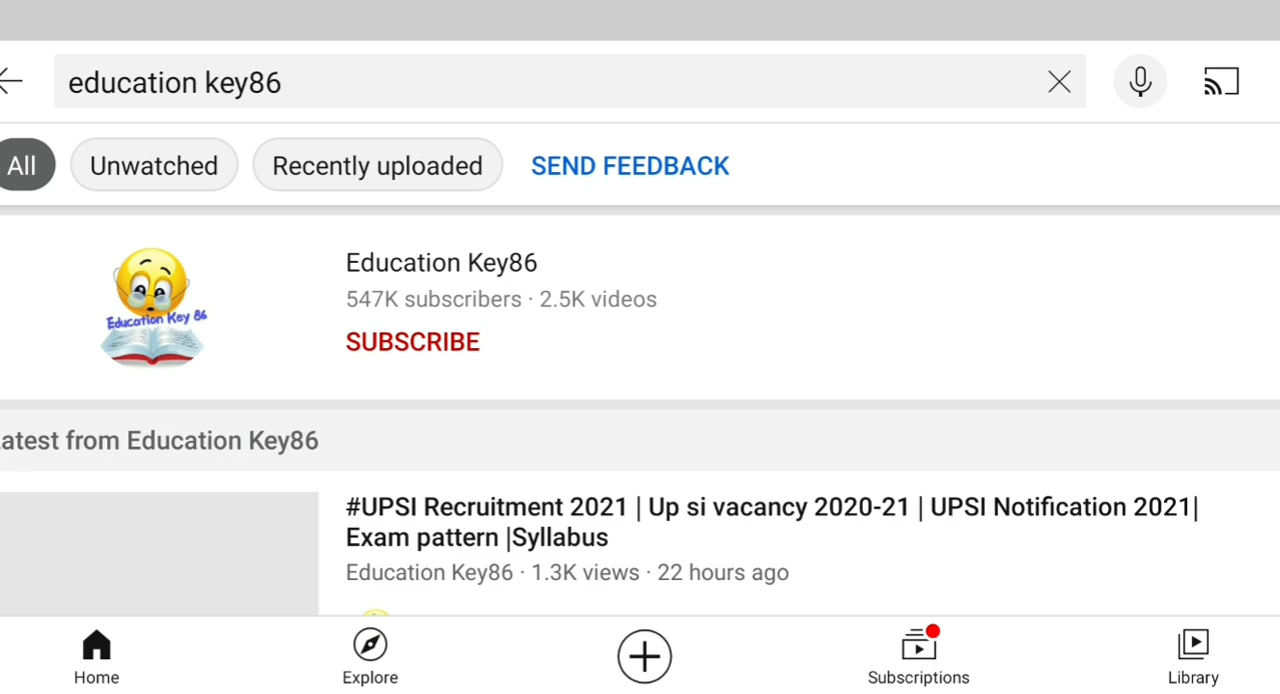 education key86
All Unwatched Recently uploaded SEND FEEDBACK
Education Key 86
Education Key86
547K subscribers · 2.5K videos
SUBSCRIBE
atest from Education Key86
#UPSI Recruitment 2021 | Up si vacancy 2020-21 | UPSI Notification 2021|
Exam pattern |Syllabus
Education Key86 · 1.3K views · 22 hours ago
Home Explore Subscriptions Library